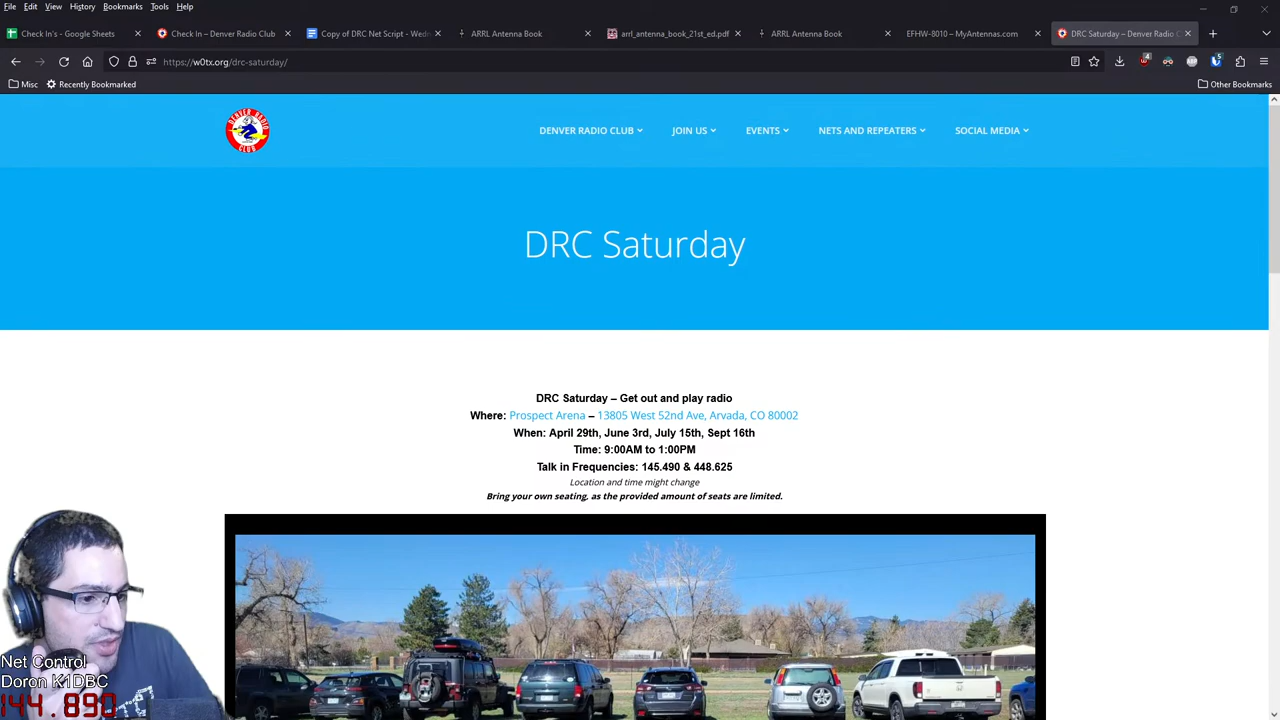 File Edit View History Bookmarks Tools Help
Check In's - Google Sheets
Check In – Denver Radio Club
Copy of DRC Net Script - Wedn
ARRL Antenna Book
arrl_antenna_book_21st_ed.pdf
ARRL Antenna Book
EFHW-8010 – MyAntennas.com
DRC Saturday – Denver Radio C
https://w0tx.org/drc-saturday/
4
Misc
Recently Bookmarked
Other Bookmarks
DENVER RADIO CLUB
DENVER RADIO CLUB
JOIN US
EVENTS
NETS AND REPEATERS
SOCIAL MEDIA
DRC Saturday
DRC Saturday – Get out and play radio
Where: Prospect Arena – 13805 West 52nd Ave, Arvada, CO 80002
When: April 29th, June 3rd, July 15th, Sept 16th
Time: 9:00AM to 1:00PM
Talk in Frequencies: 145.490 & 448.625
Location and time might change
Bring your own seating, as the provided amount of seats are limited.
Net Control
Doron K1DBC
144.890